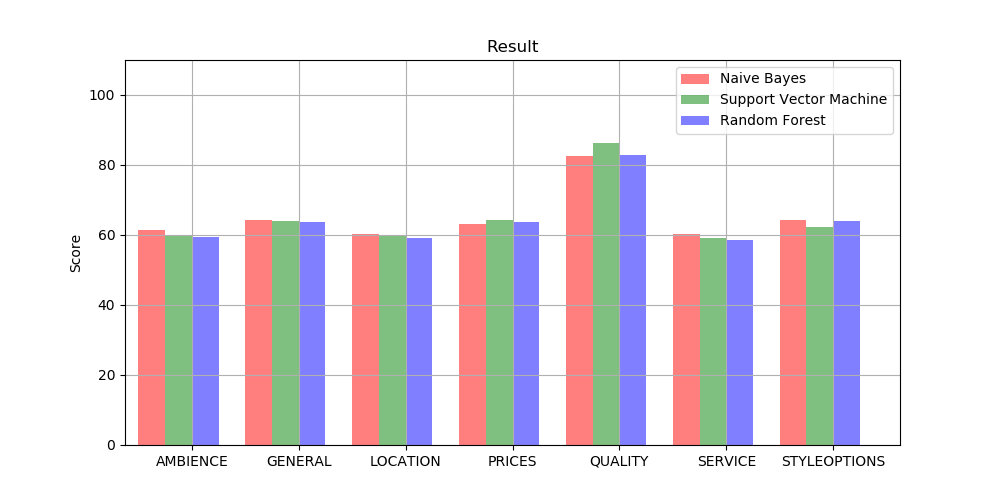 Result
Naive Bayes
Support Vector Machine
Random Forest
Score
100
80
60
40
20
0
AMBIENCE GENERAL LOCATION PRICES QUALITY SERVICE STYLEOPTIONS